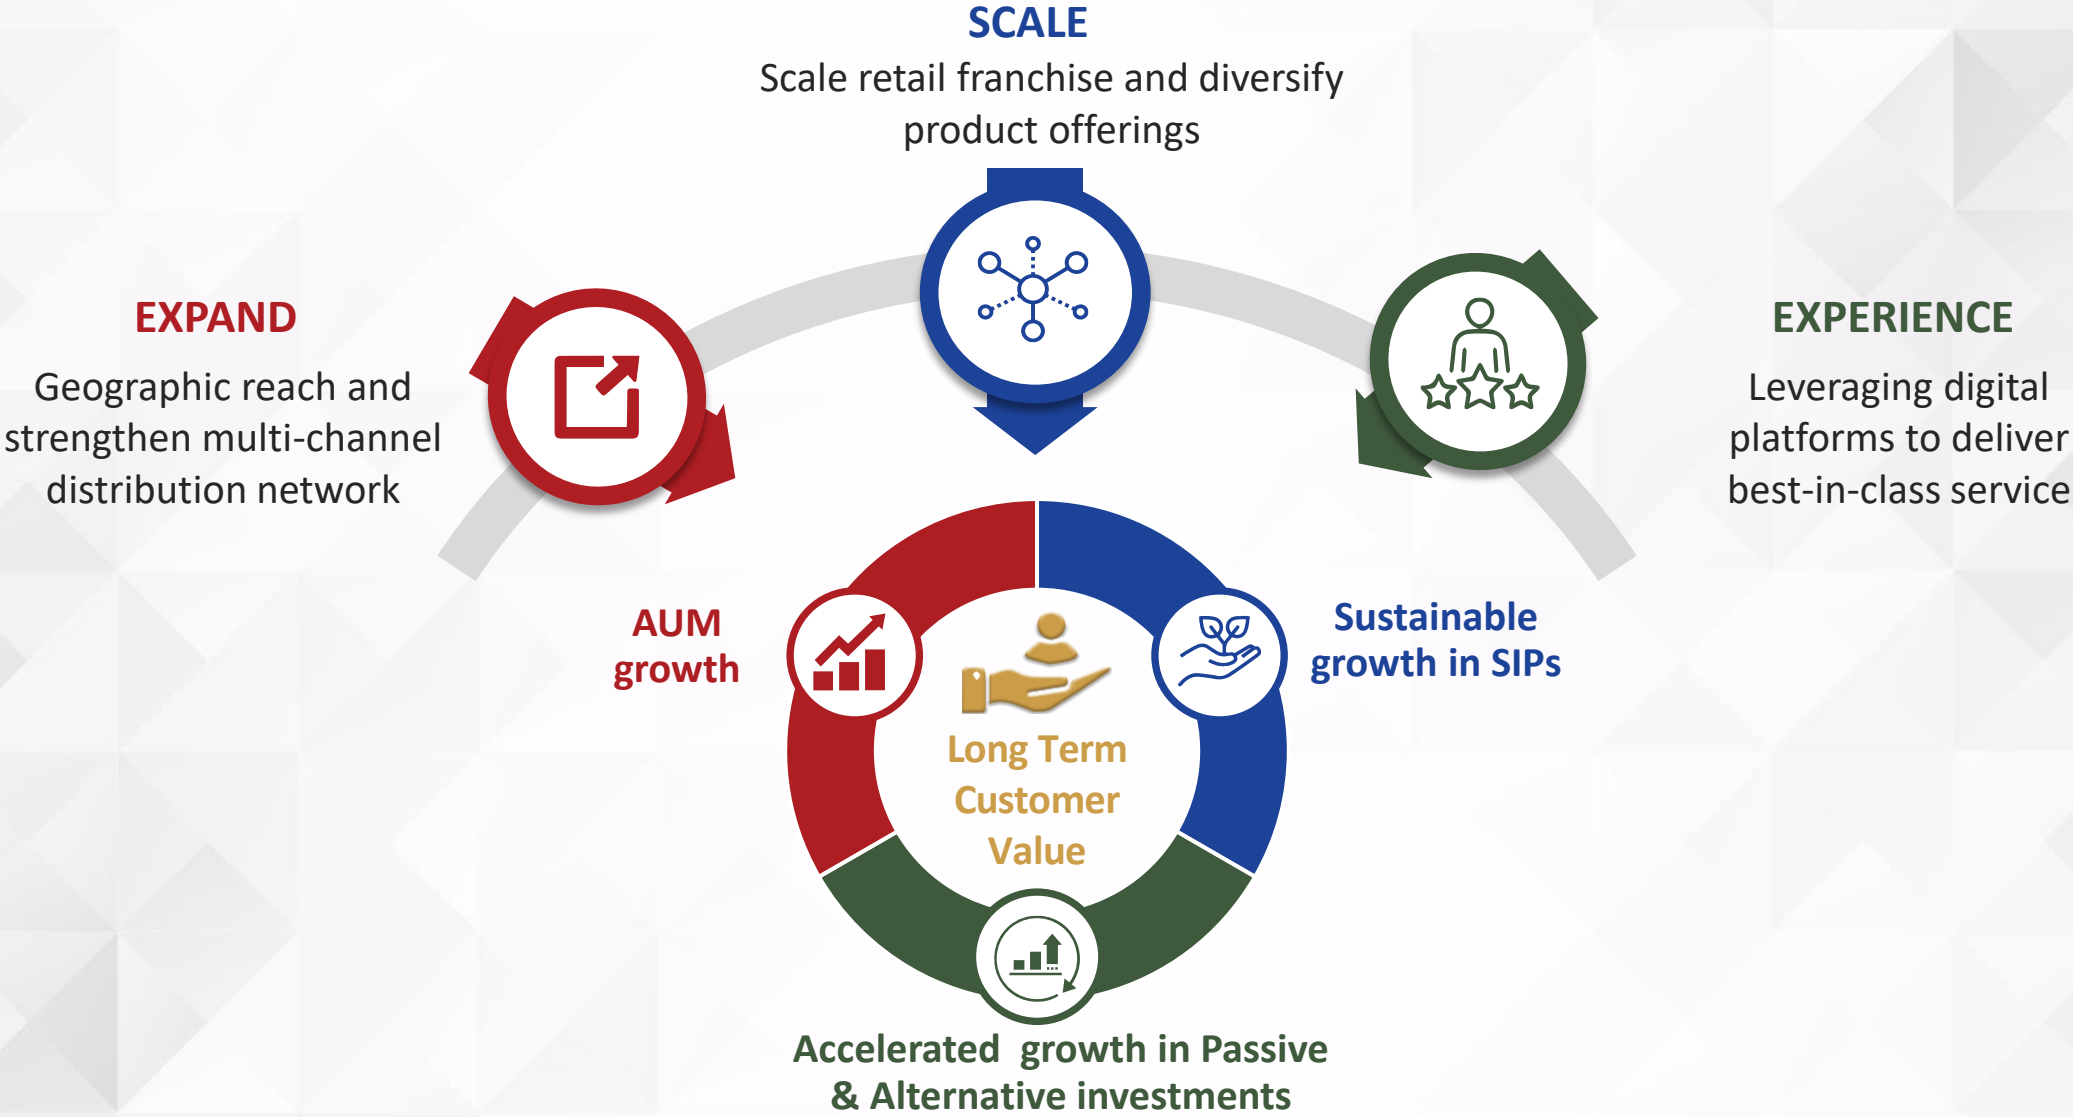 SCALE
Scale retail franchise and diversify
product offerings
EXPAND
Geographic reach and
strengthen multi-channel
distribution network
EXPERIENCE
Leveraging digital
platforms to deliver
best-in-class service
AUM
growth
Sustainable
growth in SIPs
Long Term
Customer
Value
Accelerated growth in Passive
& Alternative investments